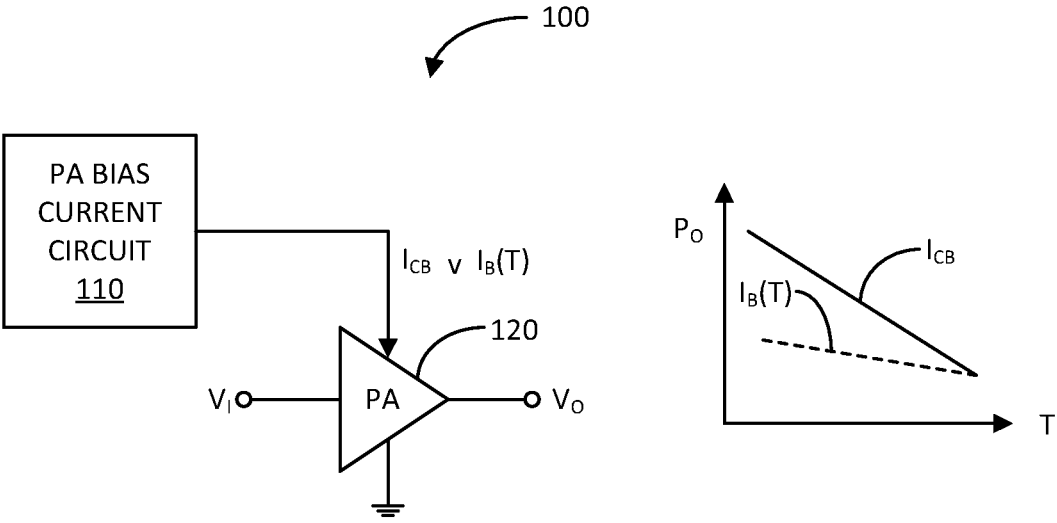 100
PA BIAS
CURRENT
CIRCUIT
110
I_CB v I_B(T)
120
V_I
PA
V_O
P_O
I_CB
I_B(T)
T